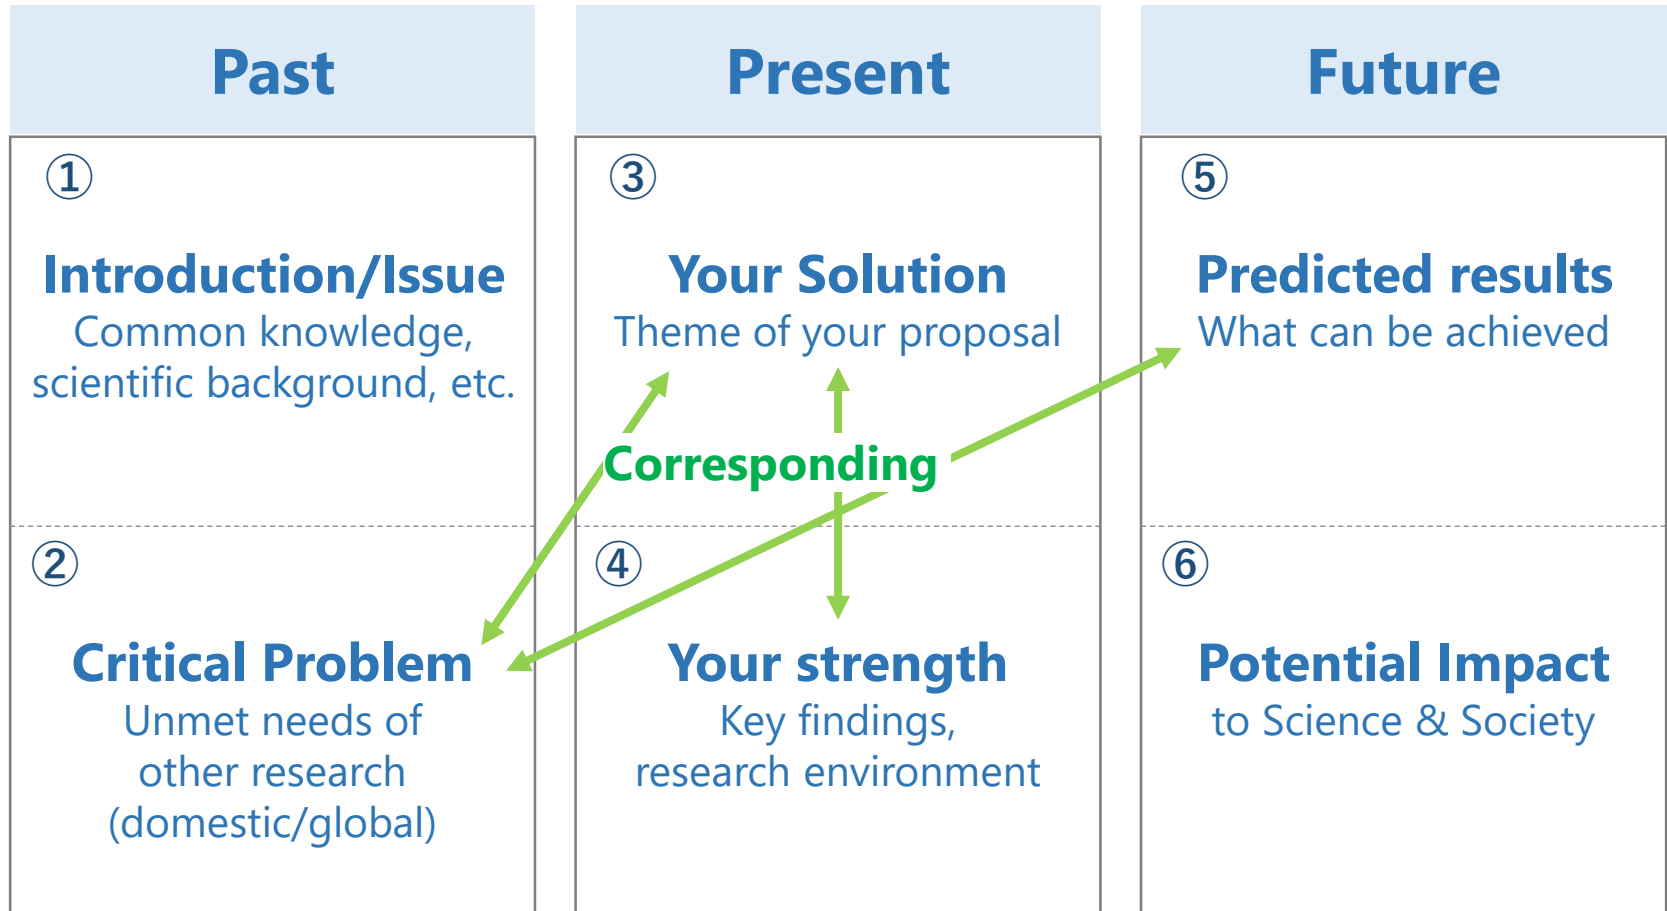 Past
Present
Future
①
Introduction/Issue
Common knowledge,
scientific background, etc.
②
Critical Problem
Unmet needs of
other research
(domestic/global)
③
Your Solution
Theme of your proposal
Corresponding
④
Your strength
Key findings,
research environment
⑤
Predicted results
What can be achieved
⑥
Potential Impact
to Science & Society